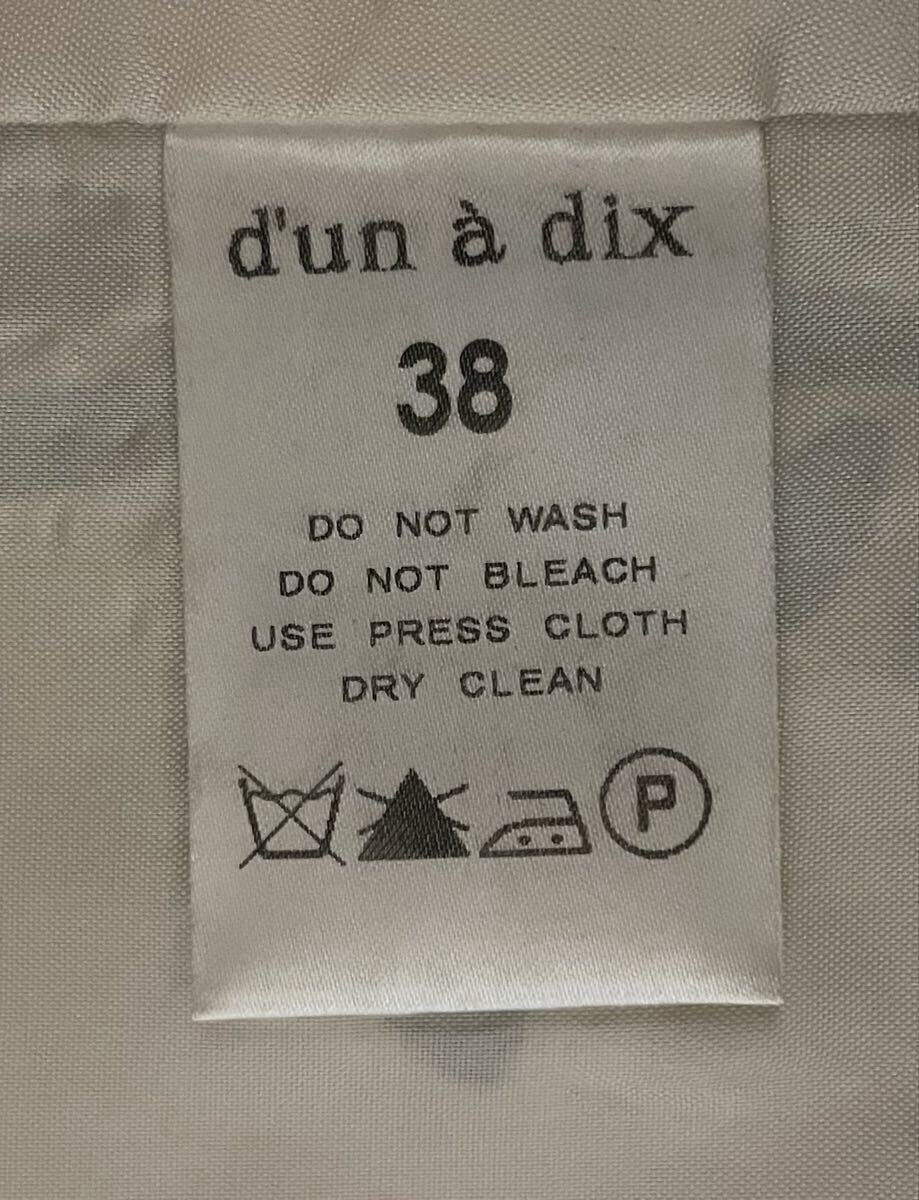 d'un à dix
38
DO NOT WASH
DO NOT BLEACH
USE PRESS CLOTH
DRY CLEAN
P